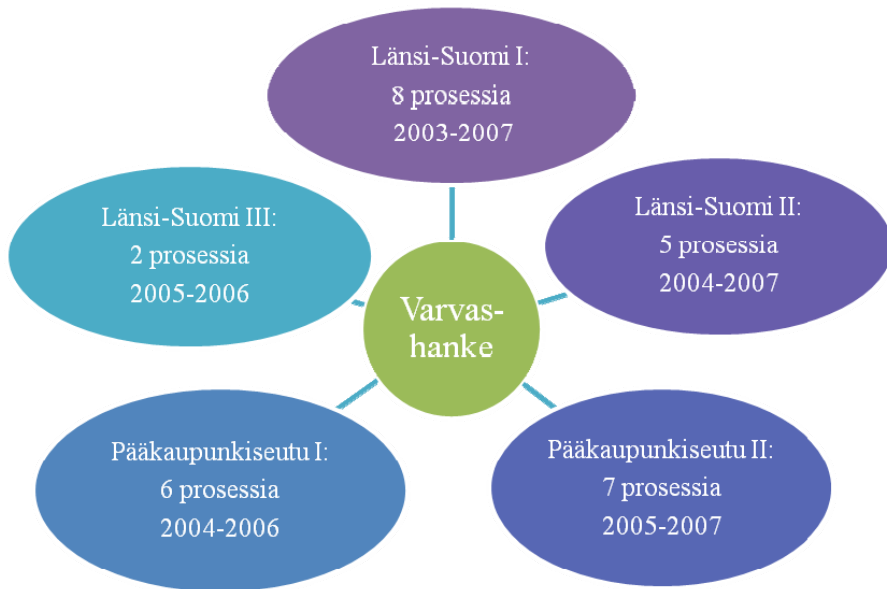 Länsi-Suomi I:
8 prosessia
2003-2007
Länsi-Suomi III:
2 prosessia
2005-2006
Länsi-Suomi II:
5 prosessia
2004-2007
Varvas-
hanke
Pääkaupunkiseutu I:
6 prosessia
2004-2006
Pääkaupunkiseutu II:
7 prosessia
2005-2007